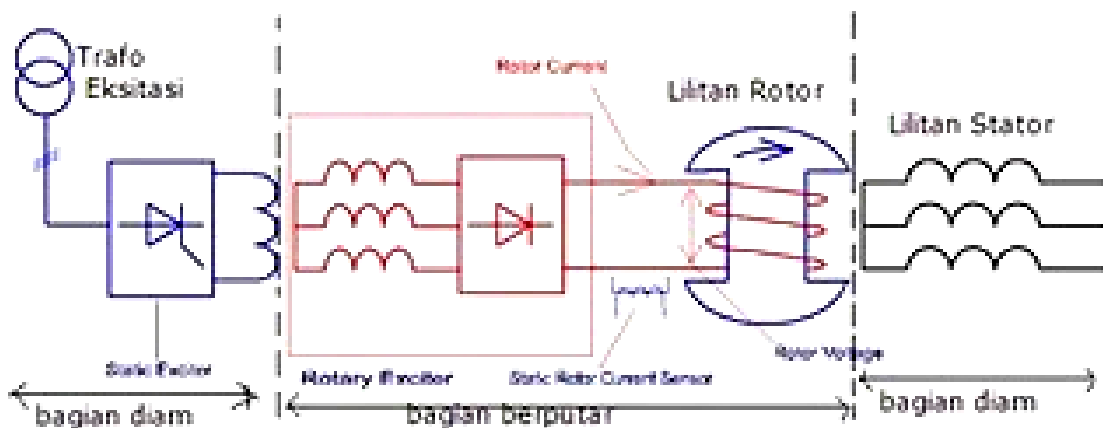 Trafo
Eksitasi
Rotor Current
Lilitan Rotor
Lilitan Stator
Static Exciter
Rotary Exciter
Static Rotor Current Sensor
Rotor Voltage
bagian diam
bagian berputar
bagian diam